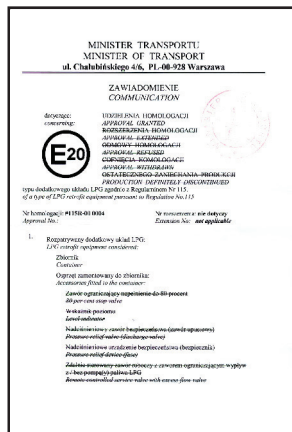 MINISTER TRANSPORTU
MINISTER OF TRANSPORT
ul. Chałubińskiego 4/6, PL-00-928 Warszawa
ZAWIADOMIENIE
COMMUNICATION
dotyczące: UDZIELENIA HOMOLOGACJI
concerning: APPROVAL GRANTED
ROZSZERZENIA HOMOLOGACJI
APPROVAL EXTENDED
ODMOWY HOMOLOGACJI
APPROVAL REFUSED
COFNIĘCIA HOMOLOGACJI
APPROVAL WITHDRAWN
OSTATECZNEGO ZANIECHANIA PRODUKCJI
PRODUCTION DEFINITELY DISCONTINUED
E20
typu dodatkowego układu LPG zgodnie z Regulaminem Nr 115.
of a type of LPG retrofit equipment pursuant to Regulation No.115
Nr homologacji: #115R-01 0004 Nr rozszerzenia: nie dotyczy
Approval No.: Extension No: not applicable
1. Rozpatrywany dodatkowy układ LPG:
LPG retrofit equipment considered:
Zbiornik
Container
Osprzęt zamontowany do zbiornika:
Accessories fitted to the container:
Zawór ograniczający napełnienie do 80 procent
80 per cent stop valve
Wskaźnik poziomu
Level indicator
Nadciśnieniowy zawór bezpieczeństwa (zawór upustowy)
Pressure relief valve (discharge valve)
Nadciśnieniowe urządzenie bezpieczeństwa (bezpiecznik)
Pressure relief device (fuse)
Zdalnie sterowany zawór roboczy z zaworem ograniczającym wypływ
z / bez pompą(y) paliwa LPG
Remote controlled service valve with excess flow valve